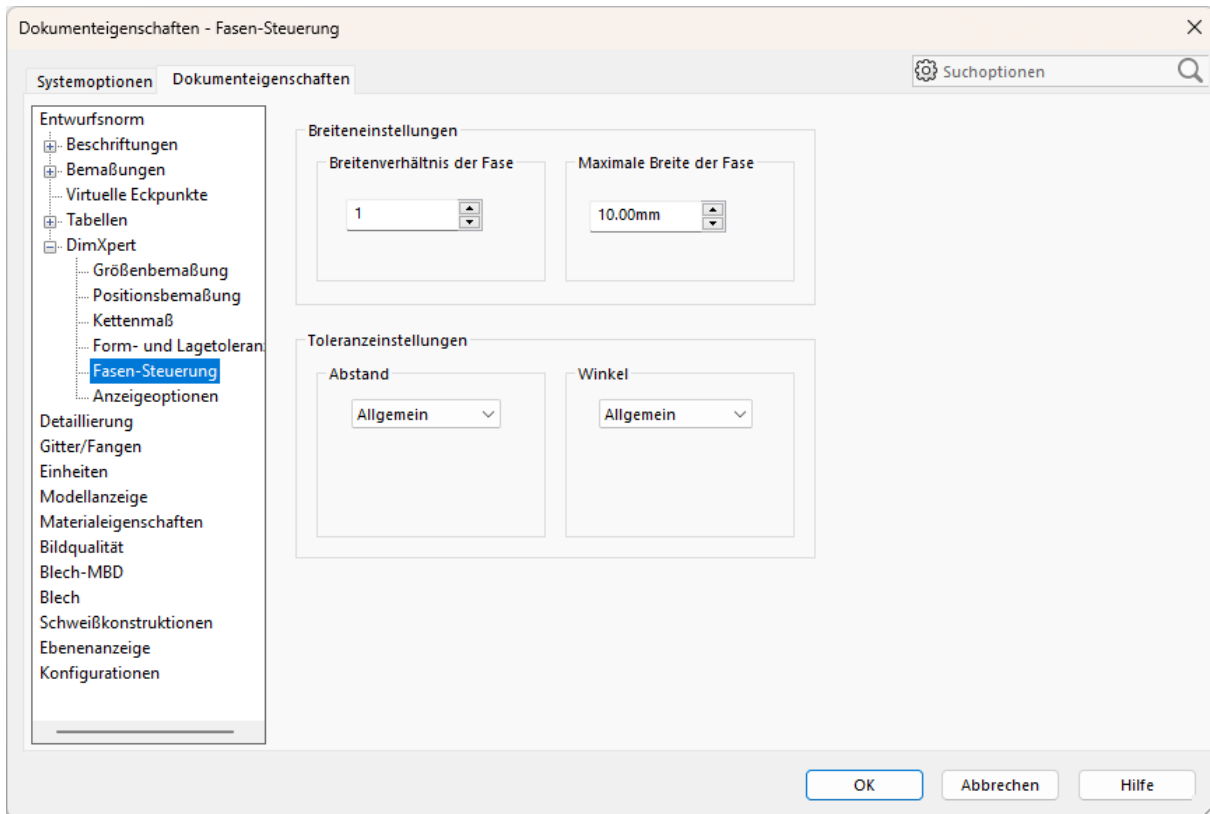 Dokumenteigenschaften - Fasen-Steuerung
Systemoptionen
Dokumenteigenschaften
Suchoptionen
Entwurfsnorm
Beschriftungen
Bemaßungen
Virtuelle Eckpunkte
Tabellen
DimXpert
Größenbemaßung
Positionsbemaßung
Kettenmaß
Form- und Lagetoleran
Fasen-Steuerung
Anzeigeoptionen
Detaillierung
Gitter/Fangen
Einheiten
Modellanzeige
Materialeigenschaften
Bildqualität
Blech-MBD
Blech
Schweißkonstruktionen
Ebenenanzeige
Konfigurationen
Breiteneinstellungen
Breitenverhältnis der Fase
1
Maximale Breite der Fase
10.00mm
Toleranzeinstellungen
Abstand
Allgemein
Winkel
Allgemein
OK
Abbrechen
Hilfe